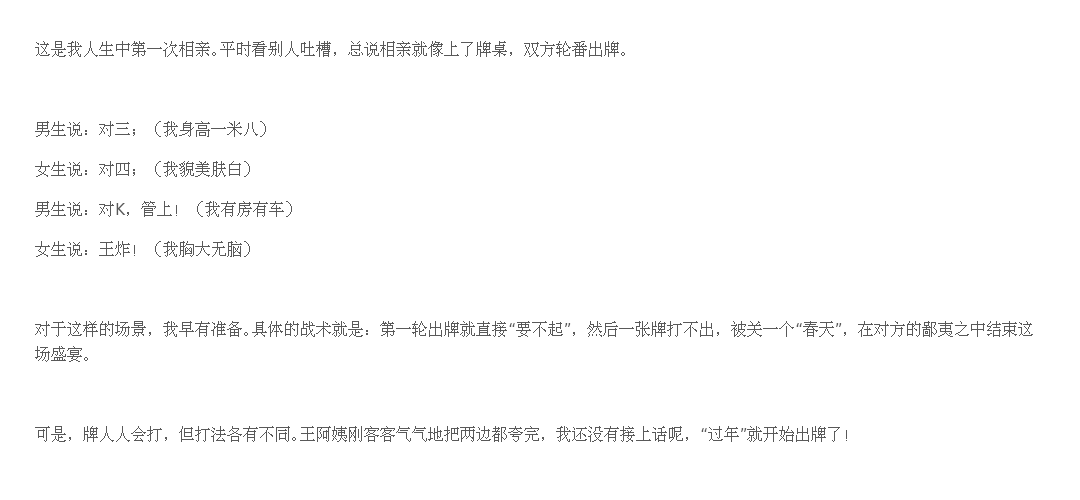 这是我人生中第一次相亲。平时看别人吐槽，总说相亲就像上了牌桌，双方轮番出牌。
男生说：对三；（我身高一米八）
女生说：对四；（我貌美肤白）
男生说：对K，管上！（我有房有车）
女生说：王炸！（我胸大无脑）
对于这样的场景，我早有准备。具体的战术就是：第一轮出牌就直接“要不起”，然后一张牌打不出，被关一个“春天”，在对方的鄙夷之中结束这
场盛宴。
可是，牌人人会打，但打法各有不同。王阿姨刚客客气气地把两边都夸完，我还没有接上话呢，“过年”就开始出牌了！